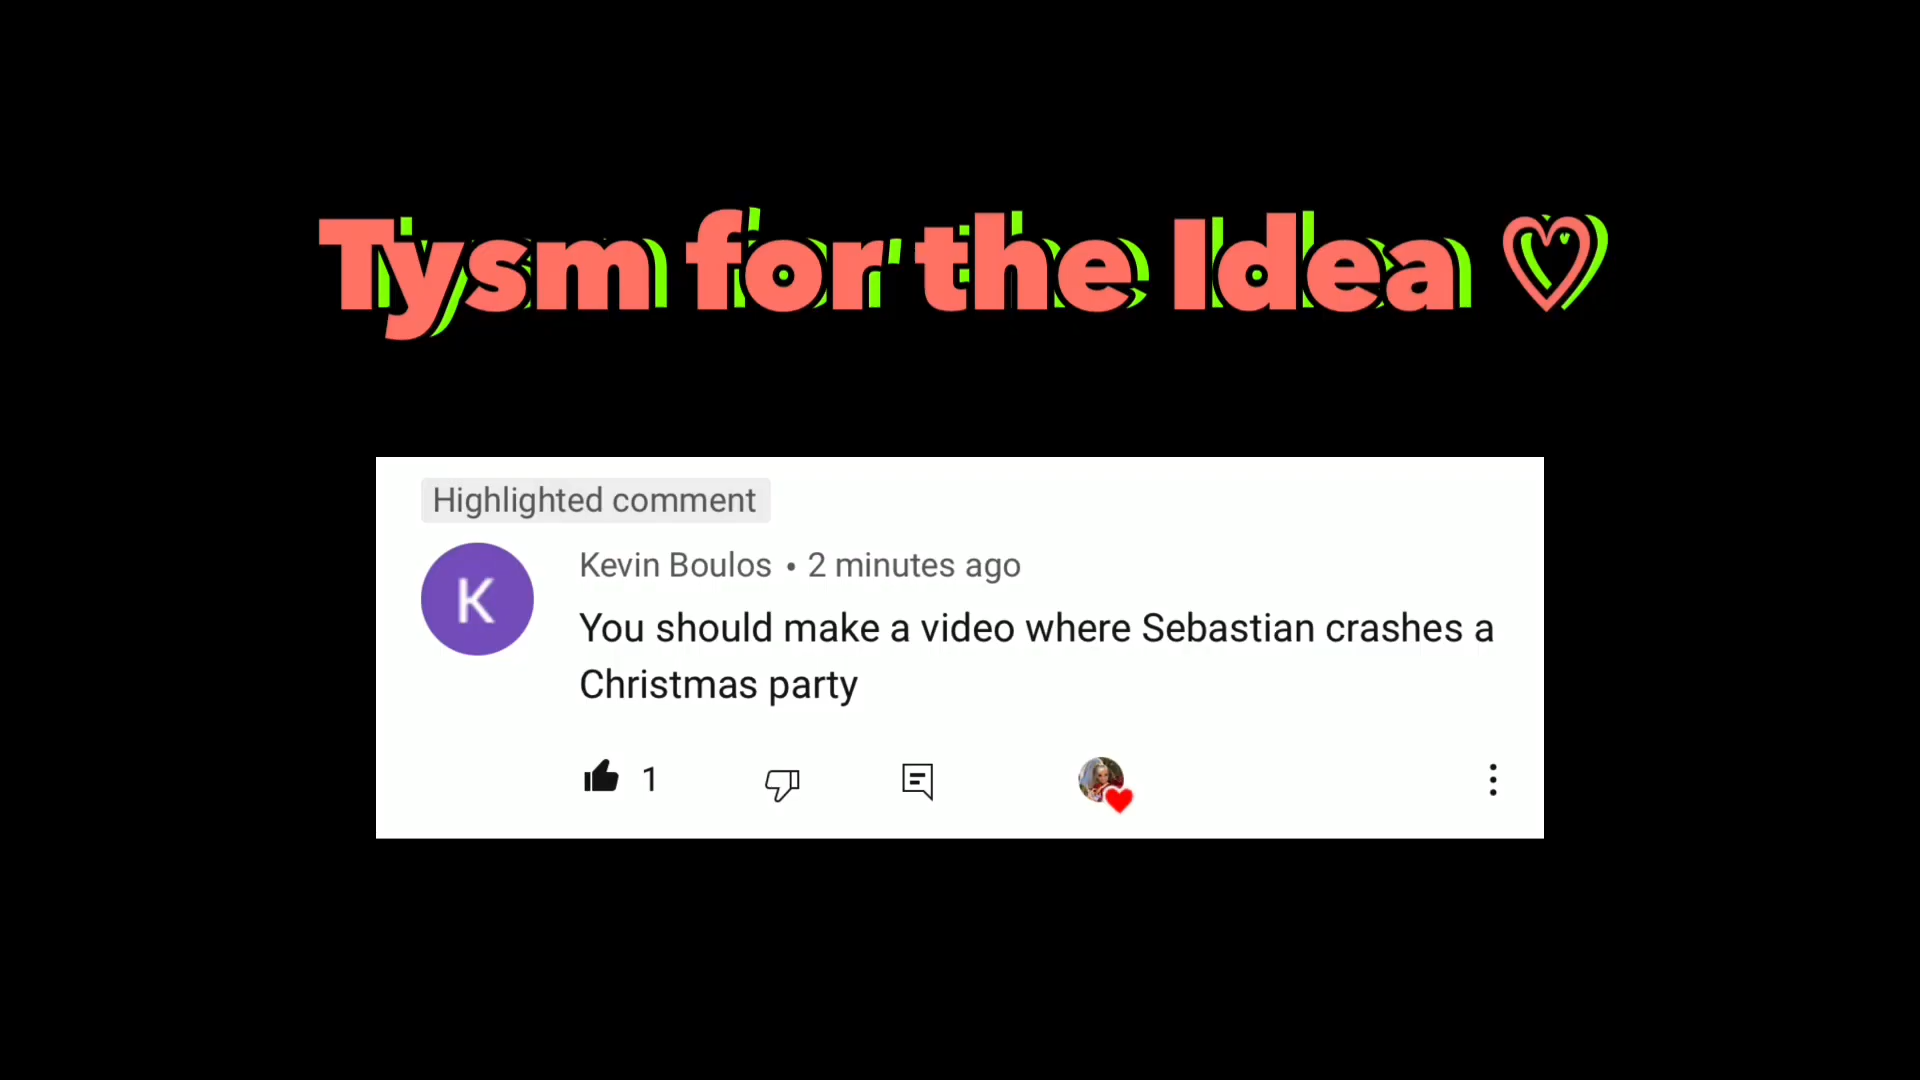 Tysm for the Idea ♡
Highlighted comment
K
Kevin Boulos • 2 minutes ago
You should make a video where Sebastian crashes a
Christmas party
1